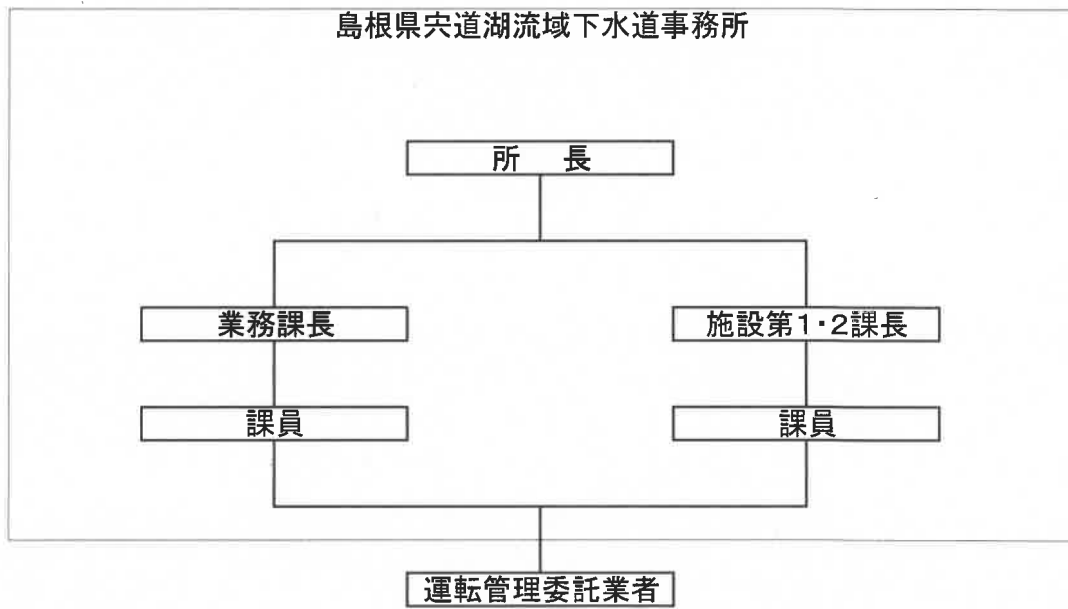 島根県宍道湖流域下水道事務所
所　長
業務課長
施設第1・2課長
課員
課員
運転管理委託業者